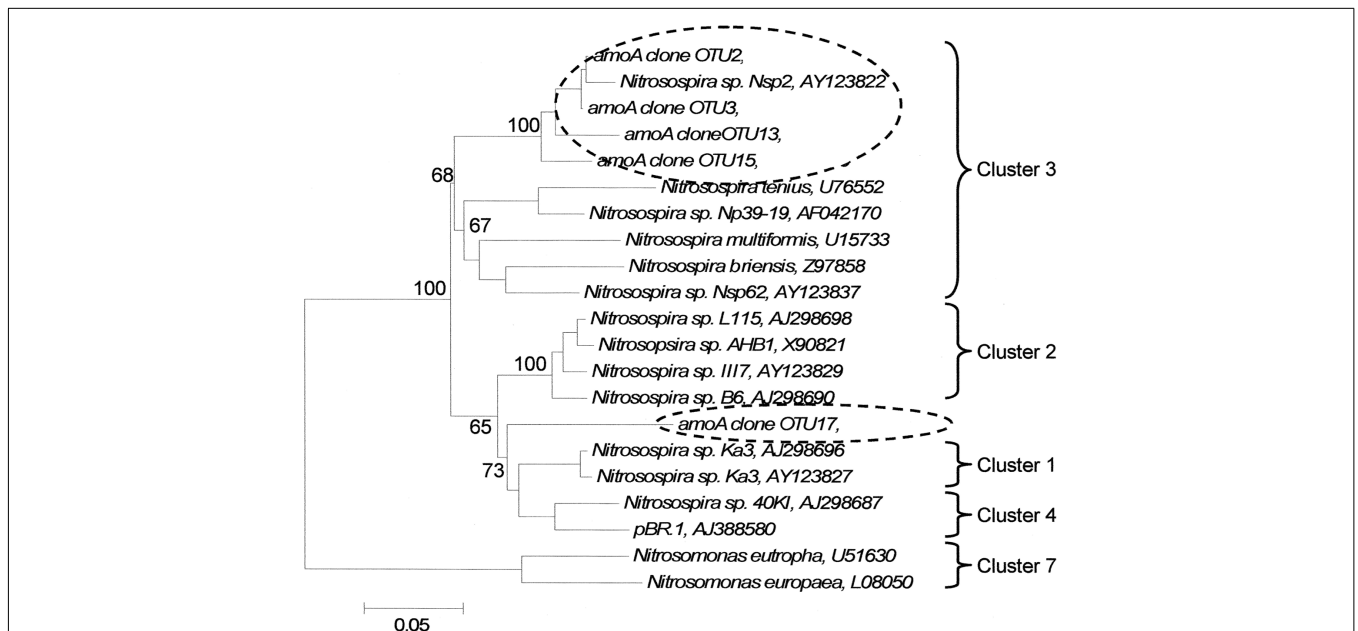 amoA clone OTU2,
Nitrosospira sp. Nsp2, AY123822
amoA clone OTU3,
100
amoA cloneOTU13,
amoA clone OTU15,
Cluster 3
68
Nitrosospira tenius, U76552
Nitrosospira sp. Np39-19, AF042170
67
Nitrosospira multiformis, U15733
Nitrosospira briensis, Z97858
100
Nitrosospira sp. Nsp62, AY123837
Nitrosospira sp. L115, AJ298698
Nitrosopsira sp. AHB1, X90821
Cluster 2
100
Nitrosospira sp. III7, AY123829
Nitrosospira sp. B6, AJ298690
65
amoA clone OTU17,
Nitrosospira sp. Ka3, AJ298696
Cluster 1
73
Nitrosospira sp. Ka3, AY123827
Nitrosospira sp. 40KI, AJ298687
Cluster 4
pBR.1, AJ388580
Nitrosomonas eutropha, U51630
Cluster 7
Nitrosomonas europaea, L08050
0.05